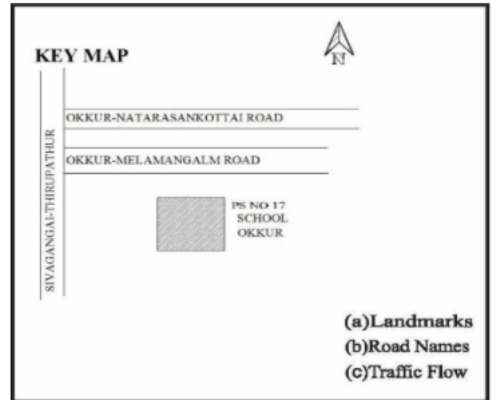 N
KEY MAP
OKKUR-NATARASANKOTTAI ROAD
OKKUR-MELAMANGALM ROAD
SIVAGANGAI-THIRUPATHUR
PS NO 17
SCHOOL
OKKUR
(a)Landmarks
(b)Road Names
(c)Traffic Flow